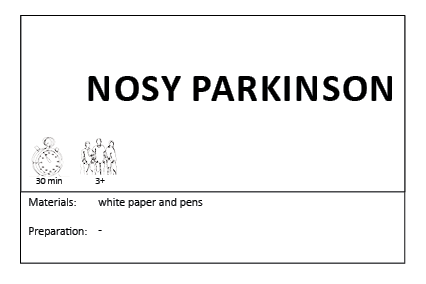 NOSY PARKINSON
30 min 3+
Materials: white paper and pens
Preparation: -